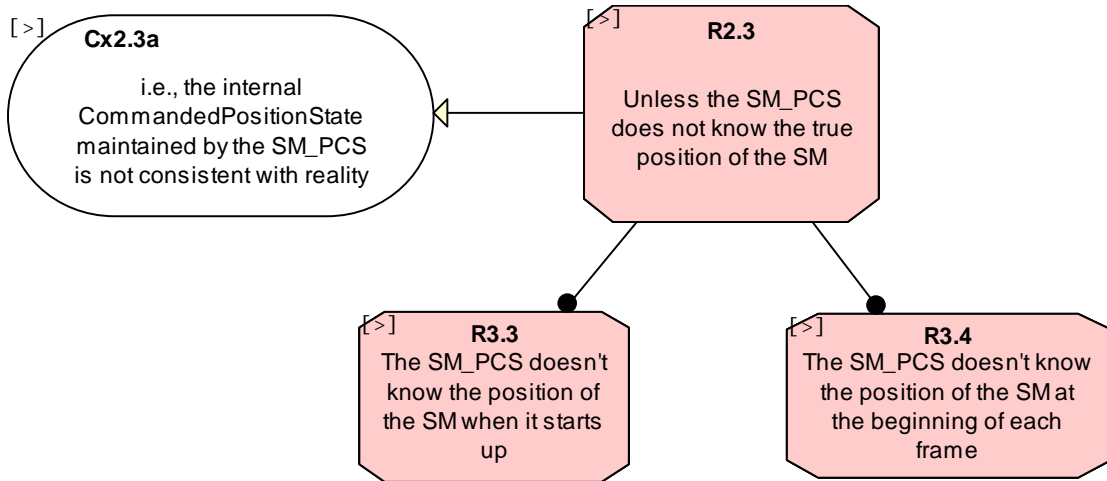 [>]
Cx2.3a
i.e., the internal
CommandedPositionState
maintained by the SM_PCS
is not consistent with reality
[>]
R2.3
Unless the SM_PCS
does not know the true
position of the SM
[>]
R3.3
The SM_PCS doesn't
know the position of
the SM when it starts
up
[>]
R3.4
The SM_PCS doesn't know
the position of the SM at
the beginning of each
frame